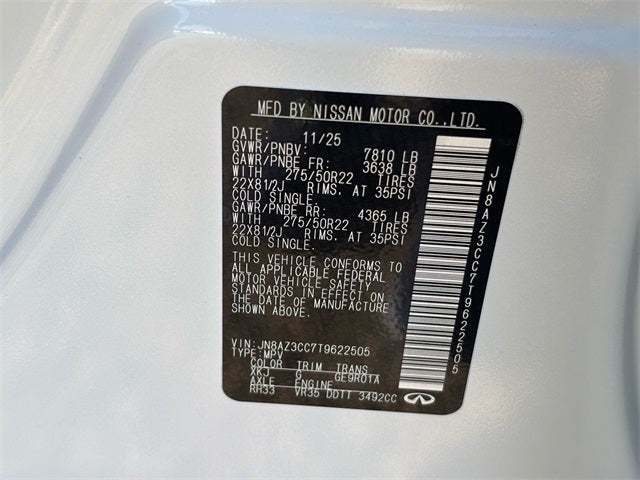 MFD BY NISSAN MOTOR CO.,LTD.
DATE: 11/25
GVWR/PNBV: 7810 LB
GAWR/PNBE FR: 3638 LB
WITH 275/50R22 TIRES
22X81/2J RIMS, AT 35PSI
COLD SINGLE.
GAWR/PNBE RR: 4365 LB
WITH 275/50R22 TIRES
22X81/2J RIMS, AT 35PSI
COLD SINGLE.
THIS VEHICLE CONFORMS TO
ALL APPLICABLE FEDERAL
MOTOR VEHICLE SAFETY
STANDARDS IN EFFECT ON
THE DATE OF MANUFACTURE
SHOWN ABOVE.
VIN: JN8AZ3CC7T9622505
TYPE: MPV
COLOR TRIM TRANS
XKJ G GE9R01A
AXLE ENGINE
RH33 VR35 DDTT 3492CC
JN8AZ3CC7T9622505